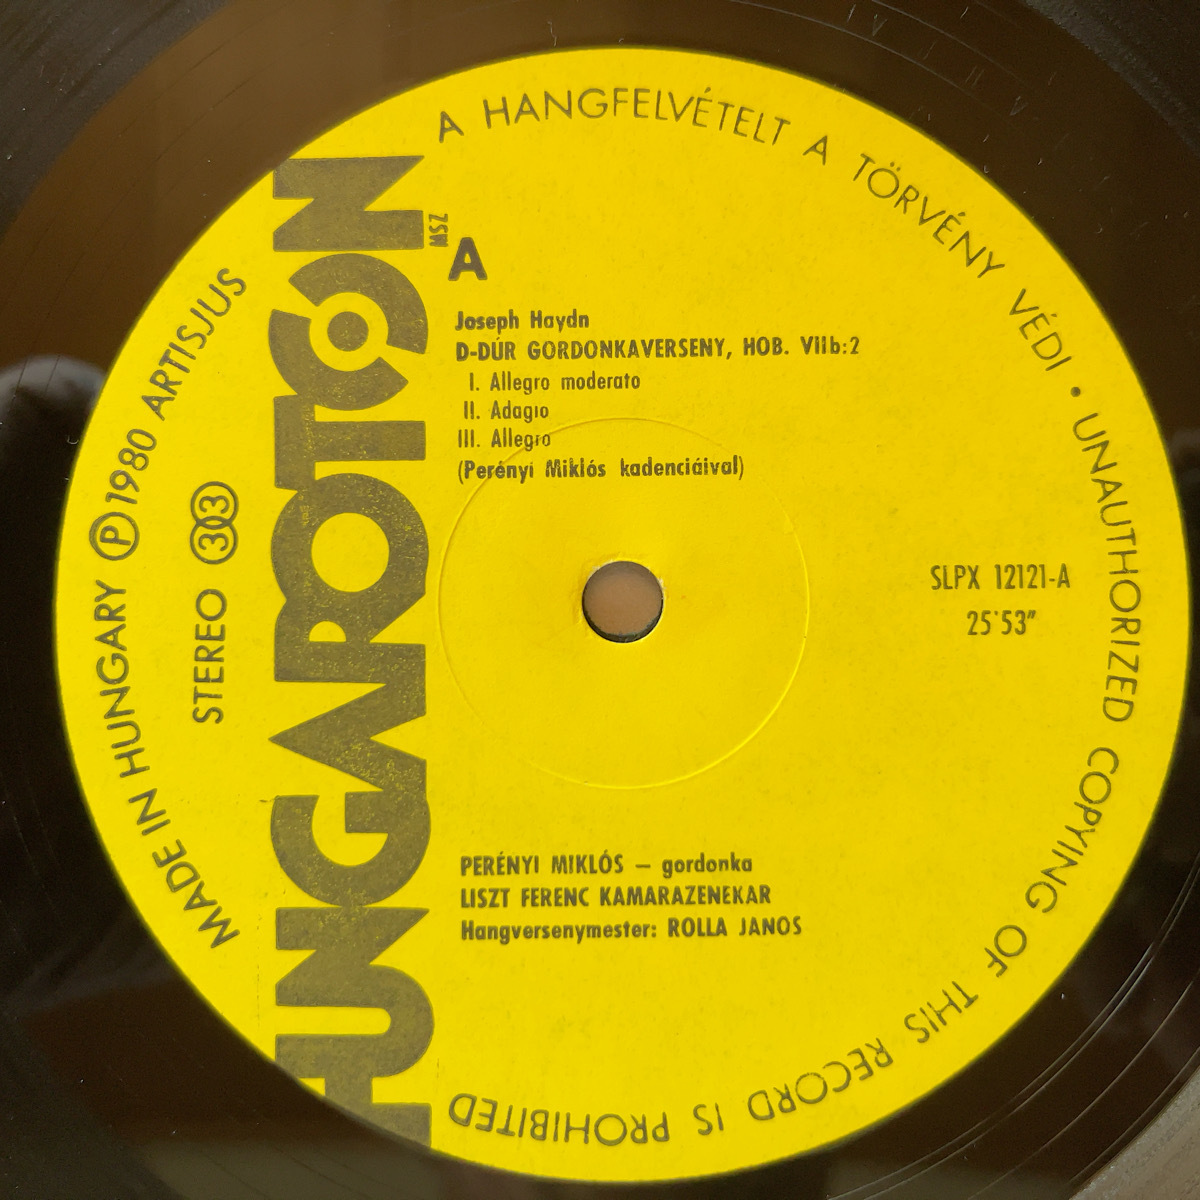 A HANGFELVÉTELT A TÖRVÉNY VÉDI • UNAUTHORIZED COPYING OF THIS RECORD IS PROHIBITED
MADE IN HUNGARY Ⓟ 1980 ARTISJUS
STEREO 33
HUNGAROTON
MSZ
A
Joseph Haydn
D-DÚR GORDONKAVERSENY, HOB. VIIb:2
I. Allegro moderato
II. Adagio
III. Allegro
(Perényi Miklós kadenciáival)
SLPX 12121-A
25'53"
PERÉNYI MIKLÓS — gordonka
LISZT FERENC KAMARAZENEKAR
Hangversenymester: ROLLA JANOS